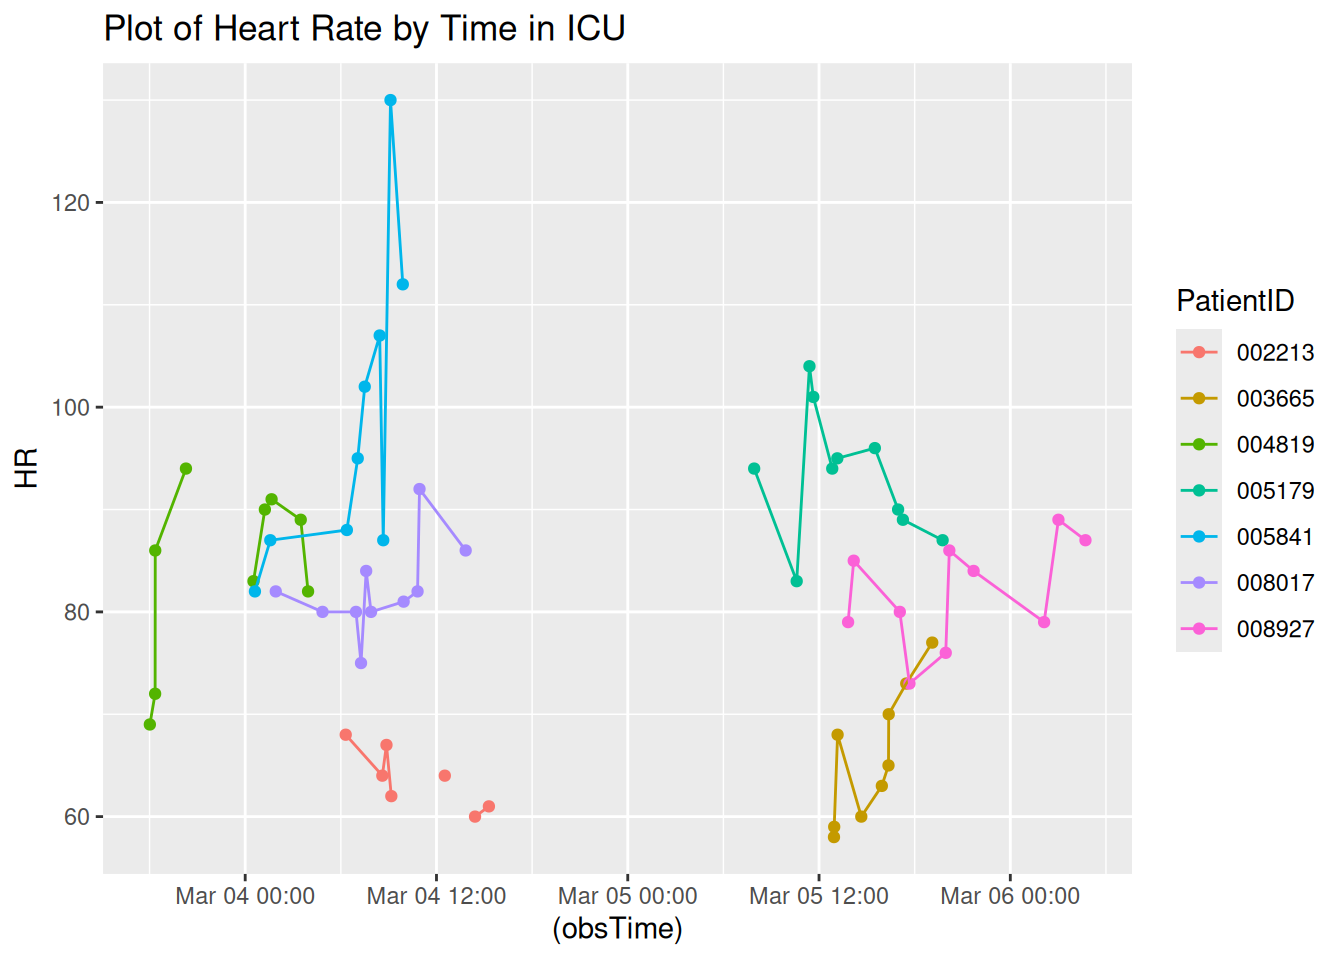 Plot of Heart Rate by Time in ICU
HR
120
100
80
60
Mar 04 00:00 Mar 04 12:00 Mar 05 00:00 Mar 05 12:00 Mar 06 00:00
(obsTime)
PatientID
002213
003665
004819
005179
005841
008017
008927